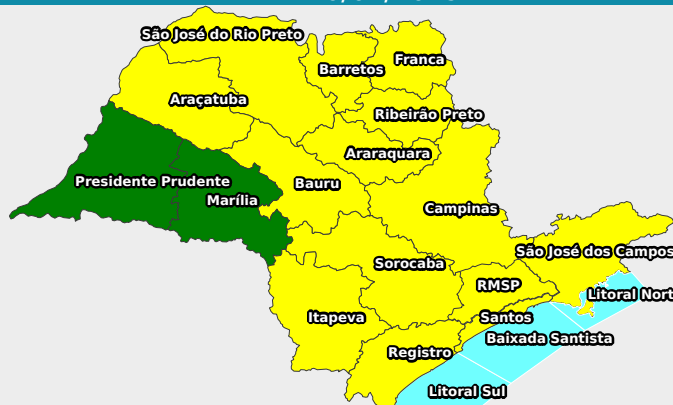 São José do Rio Preto
Franca
Barretos
Araçatuba
Ribeirão Preto
Araraquara
Presidente Prudente
Bauru
Marília
Campinas
São José dos Campos
Sorocaba
RMSP
Litoral Nort
Itapeva
Santos
Baixada Santista
Registro
Litoral Sul